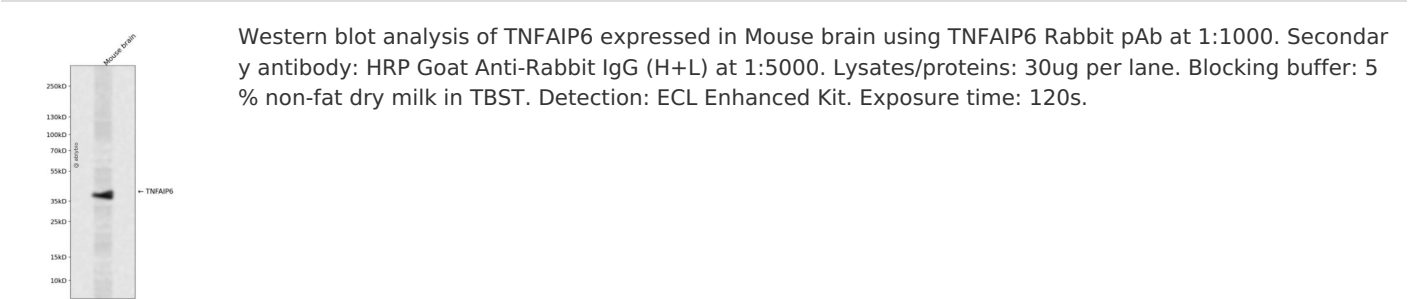 Mouse brain
Western blot analysis of TNFAIP6 expressed in Mouse brain using TNFAIP6 Rabbit pAb at 1:1000. Secondar
y antibody: HRP Goat Anti-Rabbit IgG (H+L) at 1:5000. Lysates/proteins: 30ug per lane. Blocking buffer: 5
% non-fat dry milk in TBST. Detection: ECL Enhanced Kit. Exposure time: 120s.
250kD
130kD
100kD
70kD
55kD
← TNFAIP6
35kD
25kD
15kD
10kD